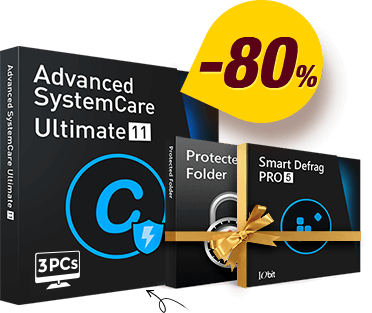 -80%
Advanced
SystemCare
Ultimate 11
Advanced SystemCare Ultimate 11
3PCs
Protected Folder
Protecte
Folder
Smart Defrag
PRO 5
IObit